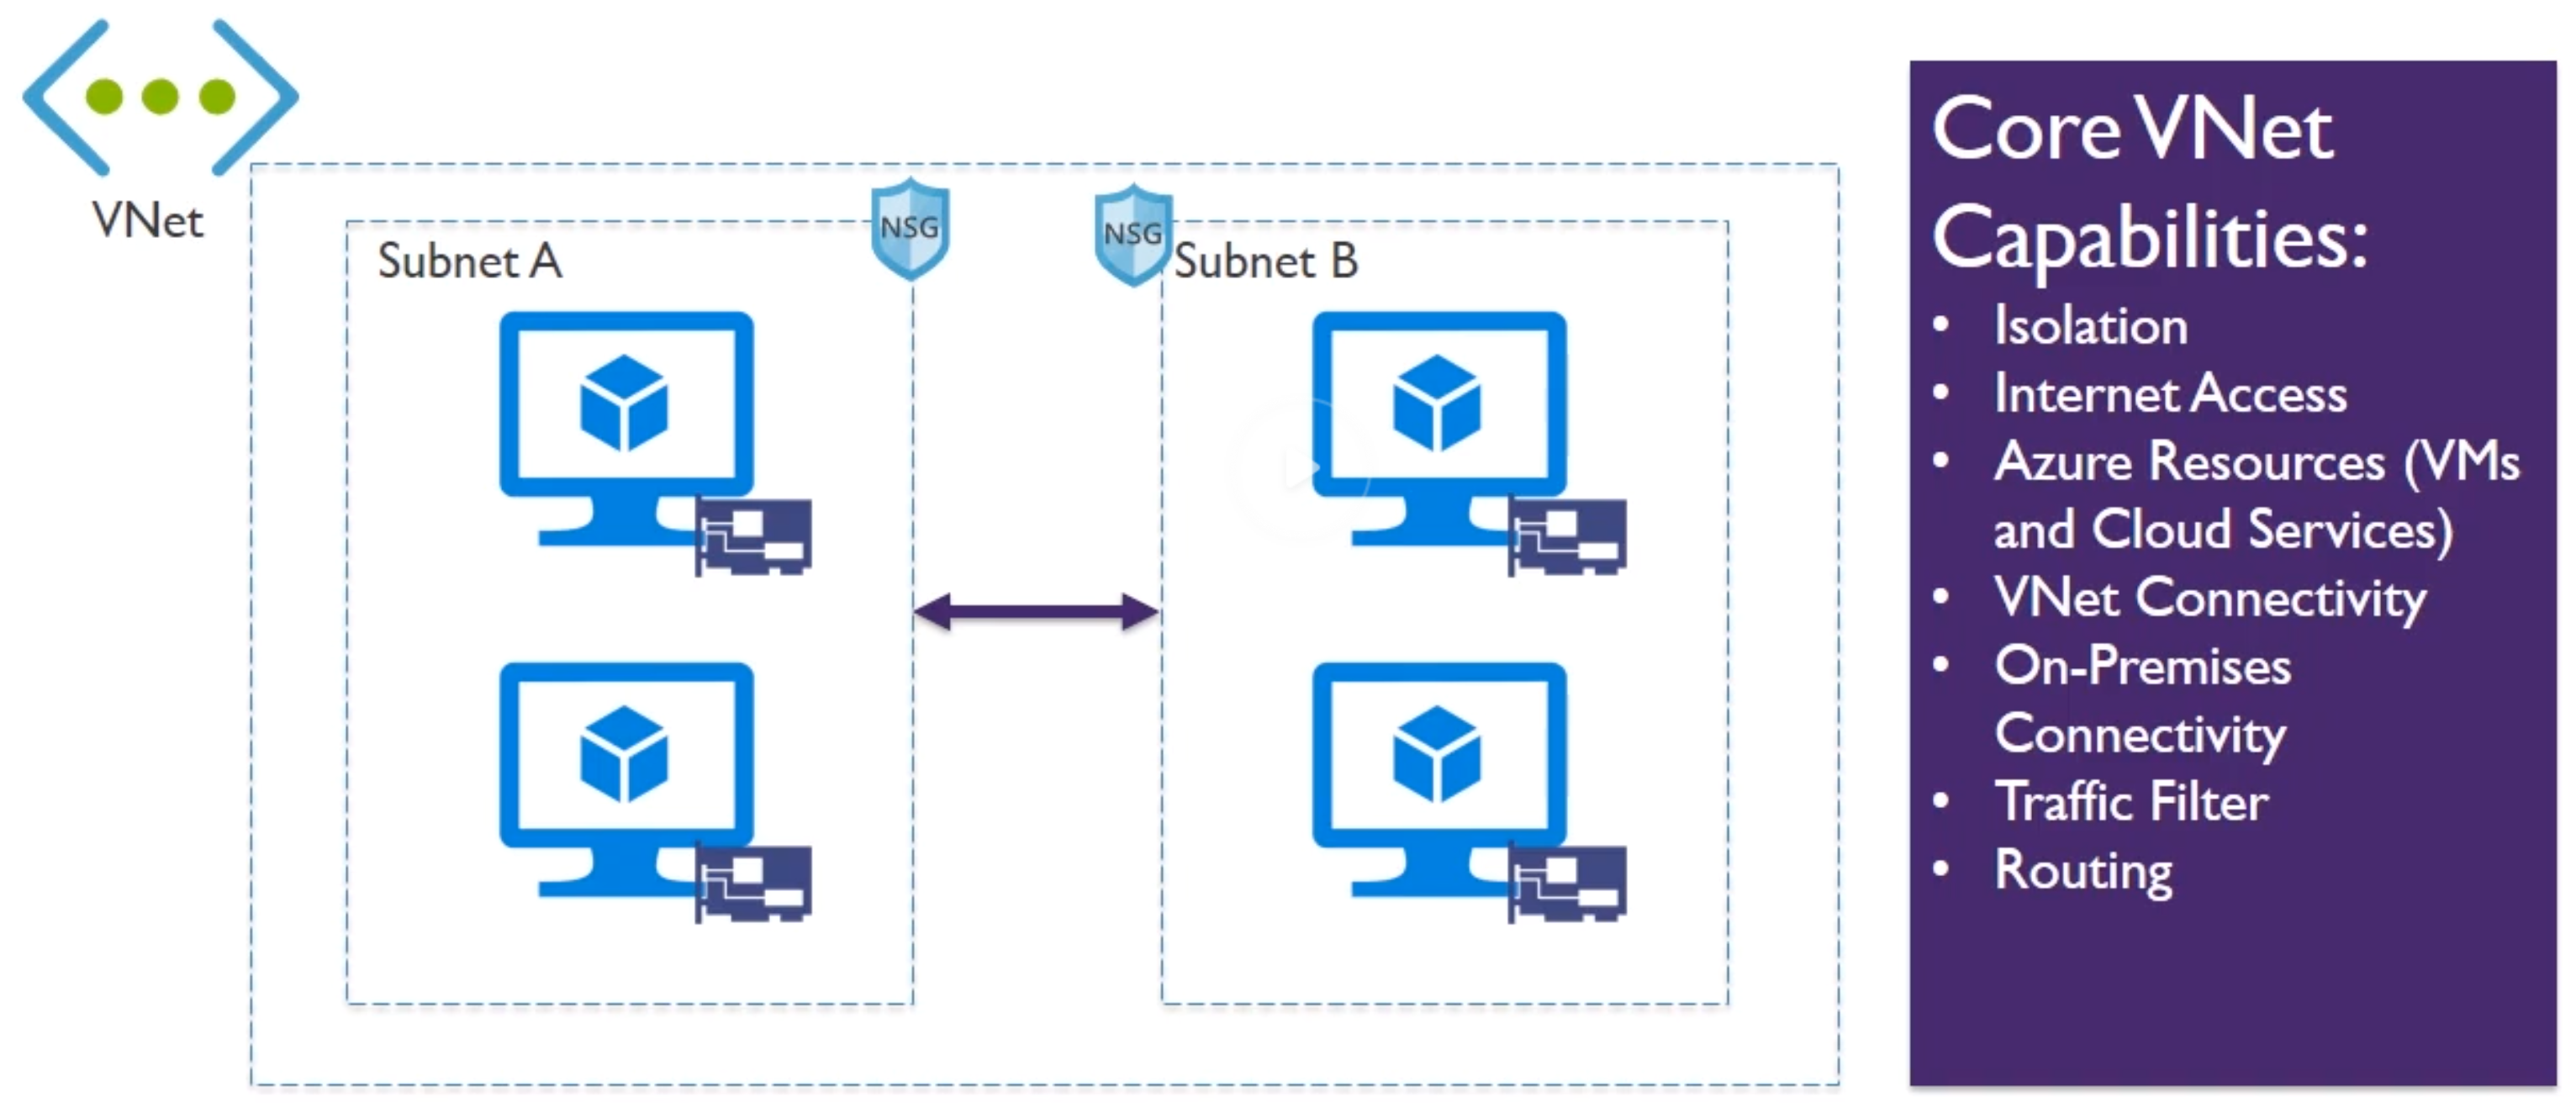 VNet
NSG
NSG
Subnet A
Subnet B
Core VNet
Capabilities:
• Isolation
• Internet Access
• Azure Resources (VMs
and Cloud Services)
• VNet Connectivity
• On-Premises
Connectivity
• Traffic Filter
• Routing